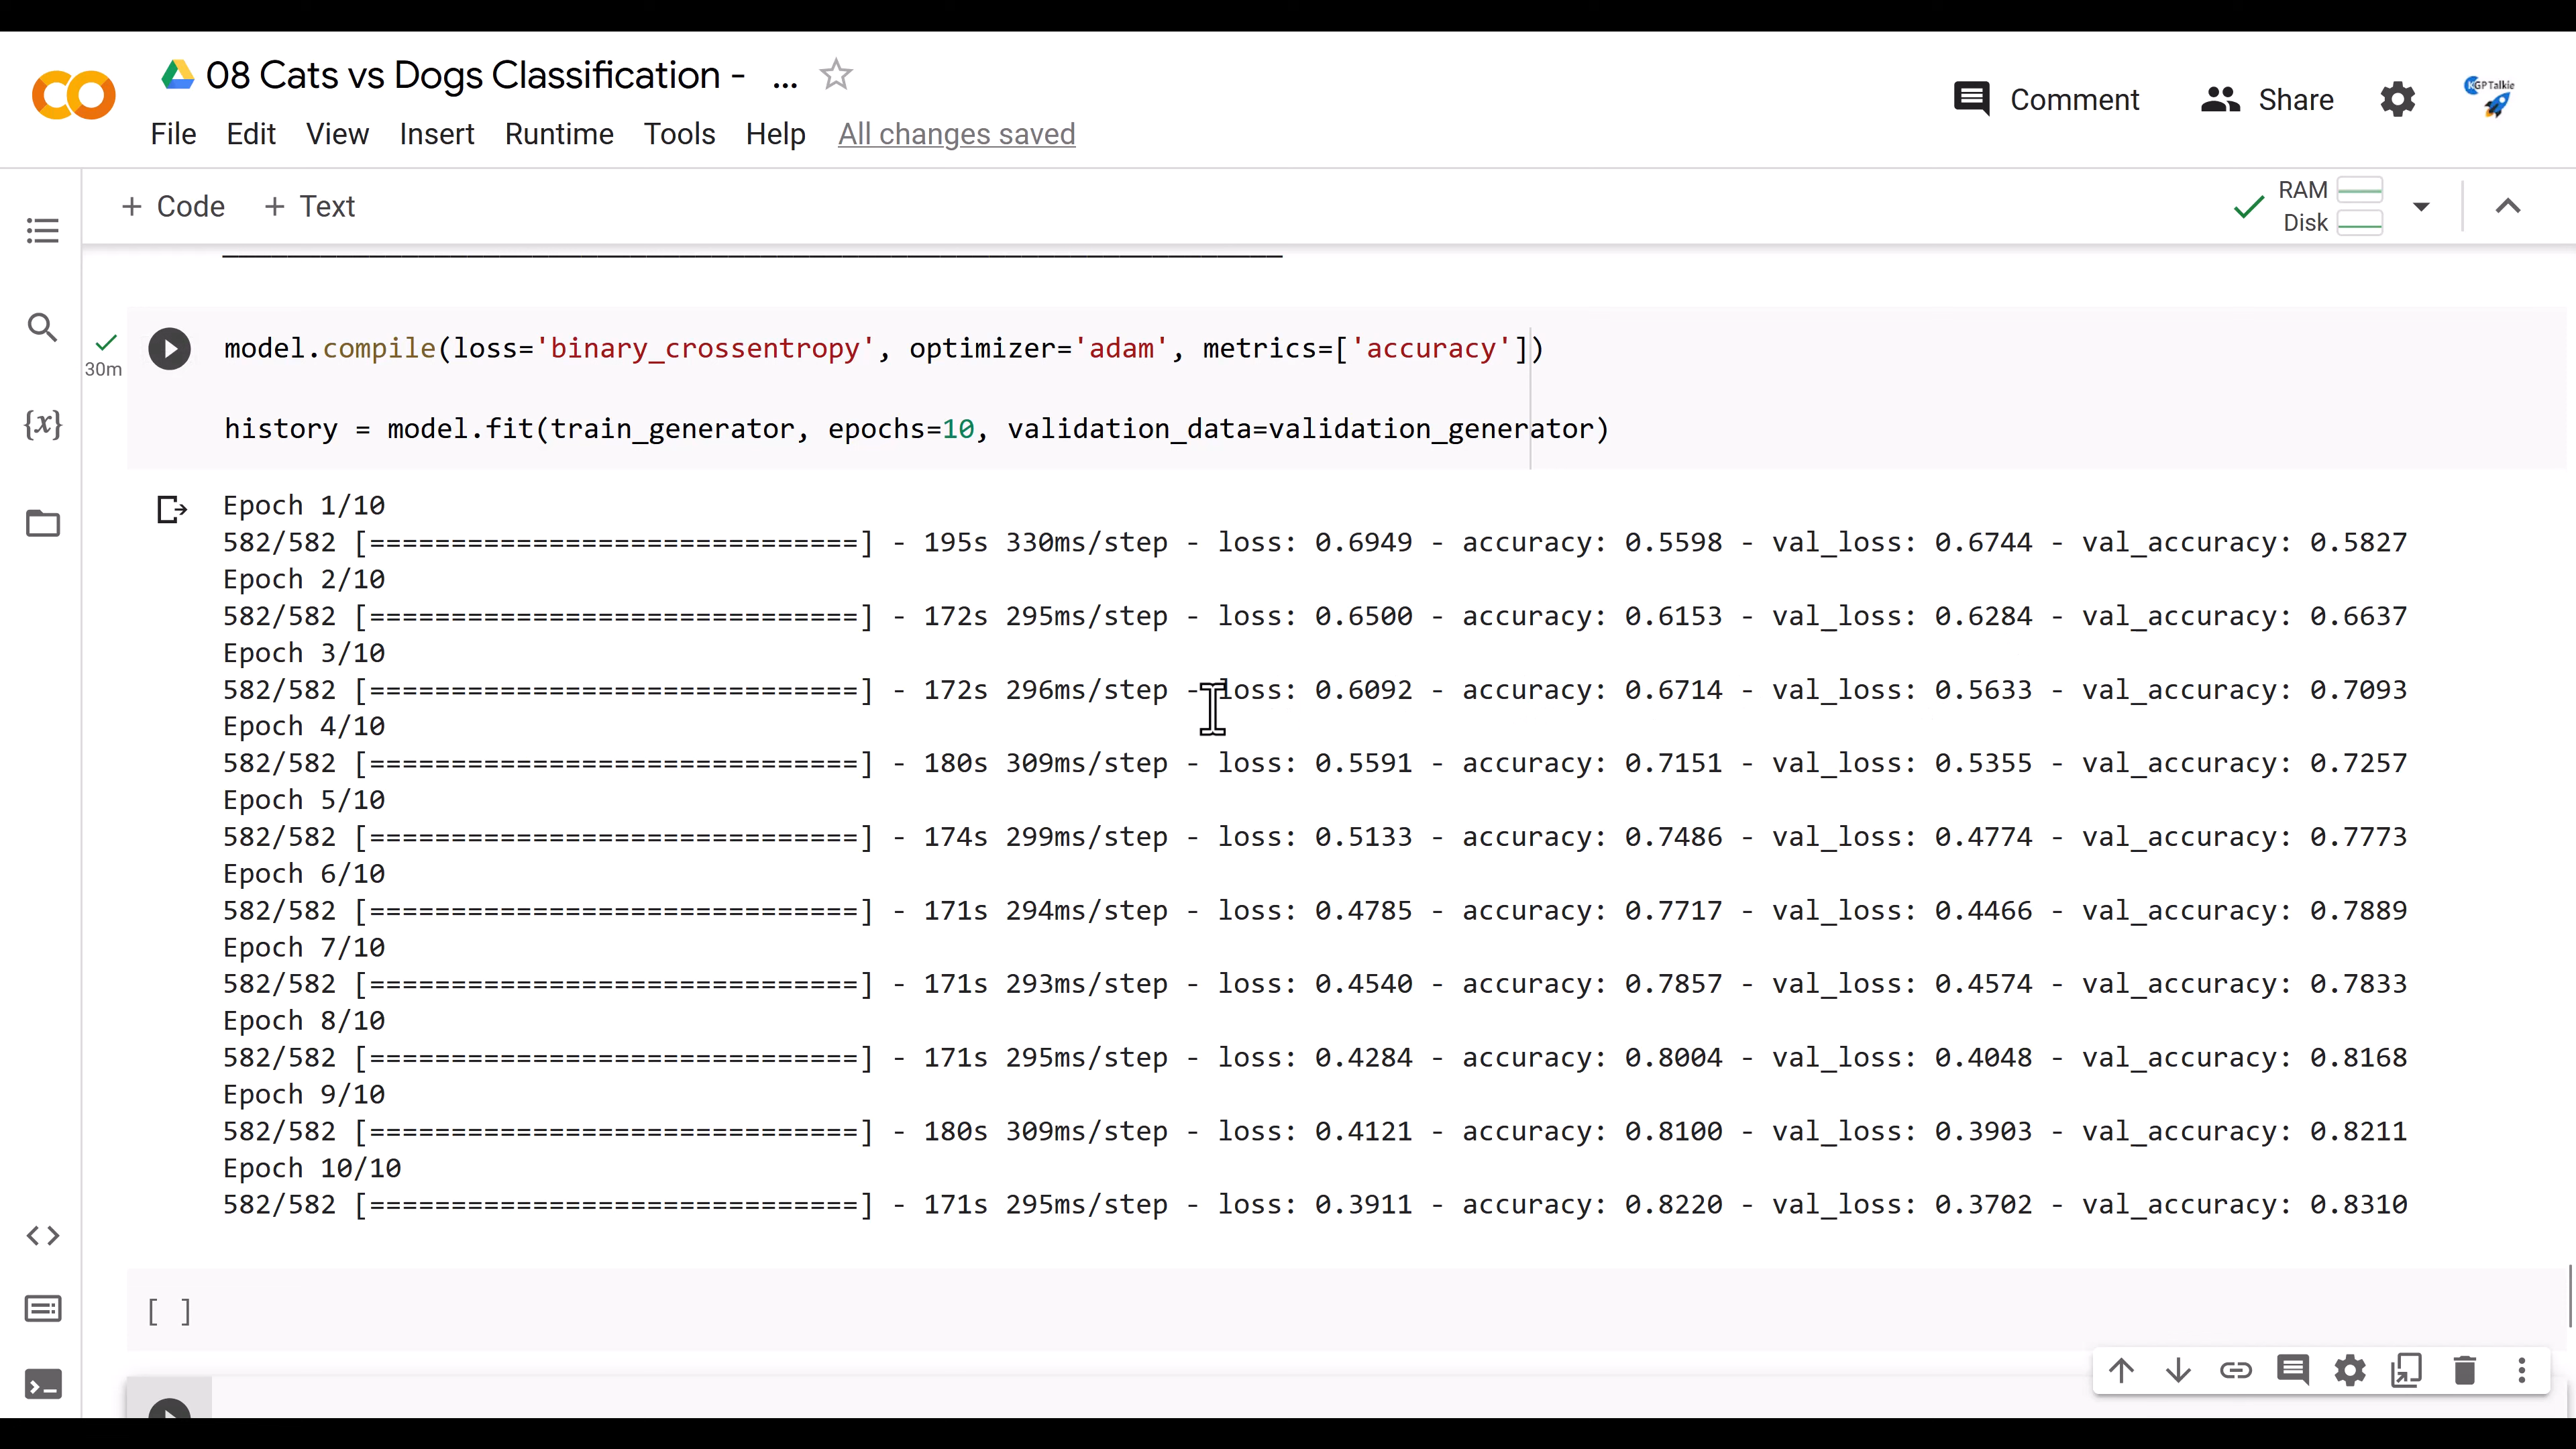 08 Cats vs Dogs Classification - ...
Comment
Share
KGPTalkie
File Edit View Insert Runtime Tools Help All changes saved
+ Code + Text
RAM
Disk
30m
model.compile(loss='binary_crossentropy', optimizer='adam', metrics=['accuracy'])
{x}
history = model.fit(train_generator, epochs=10, validation_data=validation_generator)
Epoch 1/10
582/582 [==============================] - 195s 330ms/step - loss: 0.6949 - accuracy: 0.5598 - val_loss: 0.6744 - val_accuracy: 0.5827
Epoch 2/10
582/582 [==============================] - 172s 295ms/step - loss: 0.6500 - accuracy: 0.6153 - val_loss: 0.6284 - val_accuracy: 0.6637
Epoch 3/10
582/582 [==============================] - 172s 296ms/step - loss: 0.6092 - accuracy: 0.6714 - val_loss: 0.5633 - val_accuracy: 0.7093
Epoch 4/10
582/582 [==============================] - 180s 309ms/step - loss: 0.5591 - accuracy: 0.7151 - val_loss: 0.5355 - val_accuracy: 0.7257
Epoch 5/10
582/582 [==============================] - 174s 299ms/step - loss: 0.5133 - accuracy: 0.7486 - val_loss: 0.4774 - val_accuracy: 0.7773
Epoch 6/10
582/582 [==============================] - 171s 294ms/step - loss: 0.4785 - accuracy: 0.7717 - val_loss: 0.4466 - val_accuracy: 0.7889
Epoch 7/10
582/582 [==============================] - 171s 293ms/step - loss: 0.4540 - accuracy: 0.7857 - val_loss: 0.4574 - val_accuracy: 0.7833
Epoch 8/10
582/582 [==============================] - 171s 295ms/step - loss: 0.4284 - accuracy: 0.8004 - val_loss: 0.4048 - val_accuracy: 0.8168
Epoch 9/10
582/582 [==============================] - 180s 309ms/step - loss: 0.4121 - accuracy: 0.8100 - val_loss: 0.3903 - val_accuracy: 0.8211
Epoch 10/10
582/582 [==============================] - 171s 295ms/step - loss: 0.3911 - accuracy: 0.8220 - val_loss: 0.3702 - val_accuracy: 0.8310
[ ]